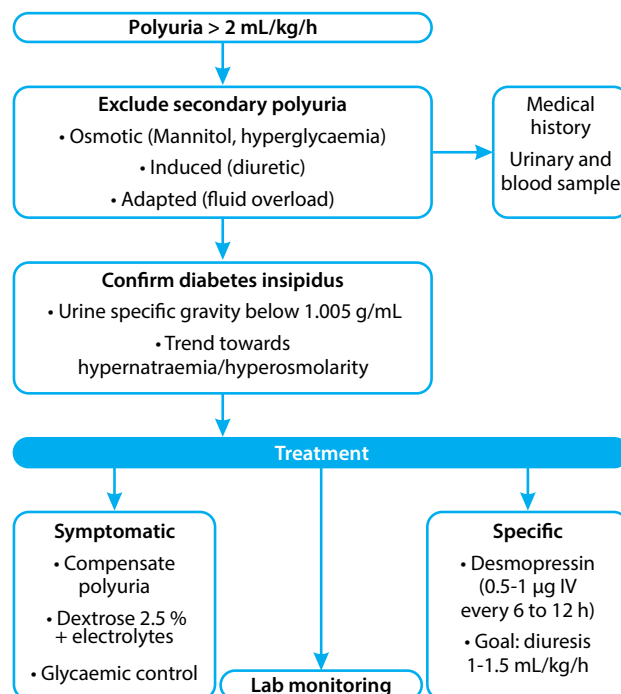 Polyuria > 2 mL/kg/h
Exclude secondary polyuria
• Osmotic (Mannitol, hyperglycaemia)
• Induced (diuretic)
• Adapted (fluid overload)
Medical
history
Urinary and
blood sample
Confirm diabetes insipidus
• Urine specific gravity below 1.005 g/mL
• Trend towards
hypernatraemia/hyperosmolarity
Treatment
Symptomatic
• Compensate
polyuria
• Dextrose 2.5 %
+ electrolytes
• Glycaemic control
Lab monitoring
Specific
• Desmopressin
(0.5-1 µg IV
every 6 to 12 h)
• Goal: diuresis
1-1.5 mL/kg/h